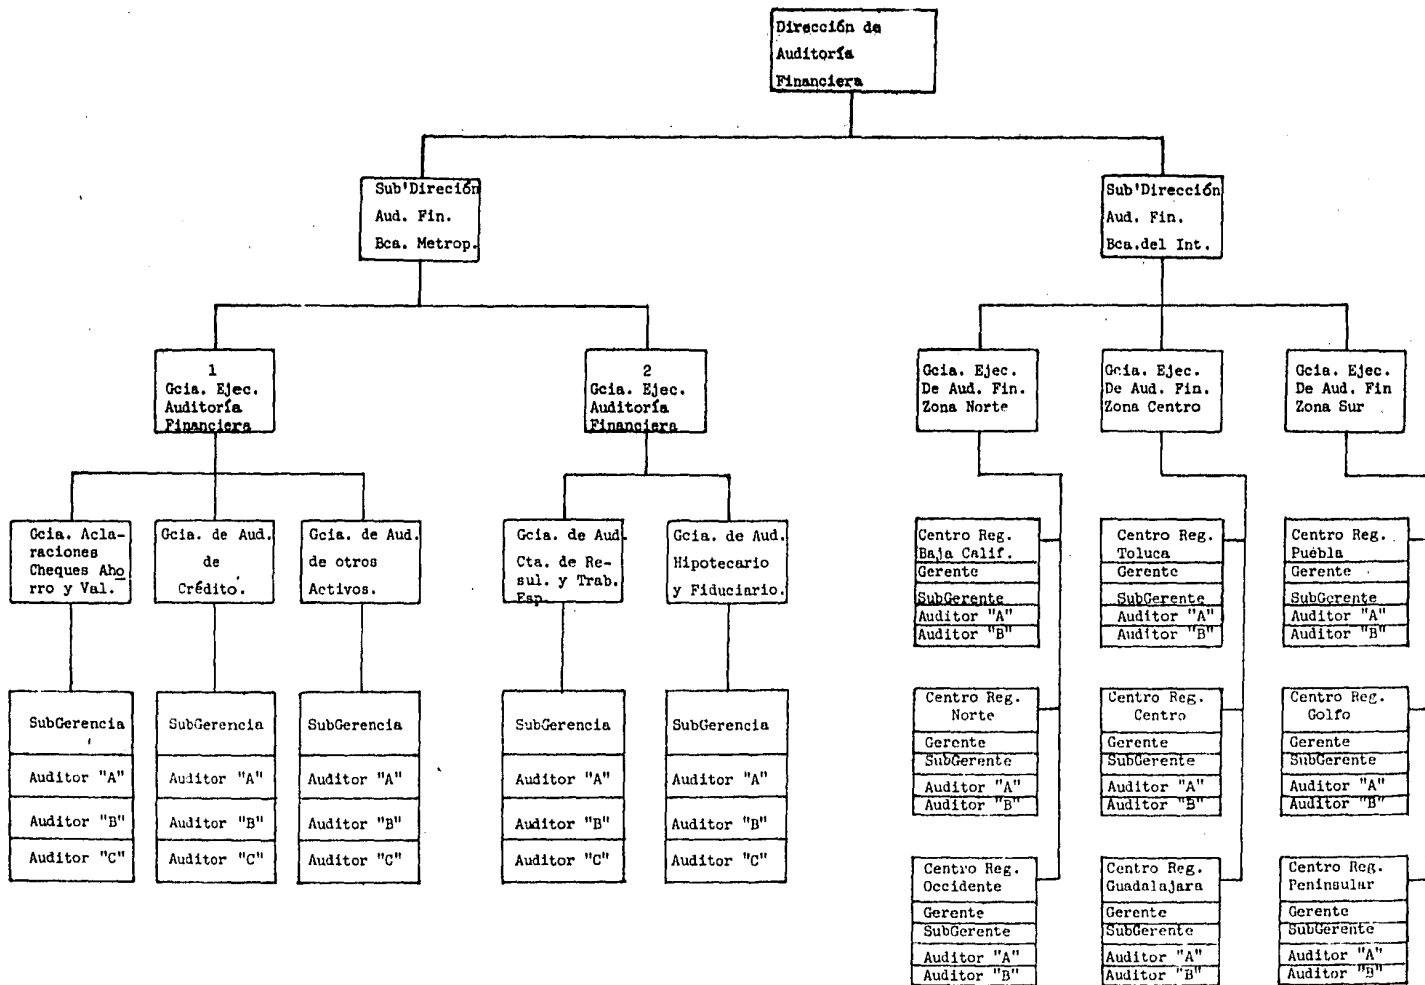 Dirección de
Auditoría
Financiera
Sub'Direción
Aud. Fin.
Bca. Metrop.
Sub'Dirección
Aud. Fin.
Bca.del Int.
1
Gcia. Ejec.
Auditoría
Financiera
2
Gcia. Ejec.
Auditoría
Financiera
Gcia. Ejec.
De Aud. Fin.
Zona Norte
Gcia. Ejec.
De Aud. Fin.
Zona Centro
Gcia. Ejec.
De Aud. Fin
Zona Sur
Gcia. Acla-
raciones
Cheques Aho
rro y Val.
Gcia. de Aud.
de
Crédito.
Gcia. de Aud.
de otros
Activos.
Gcia. de Aud.
Cta. de Re-
sul. y Trab.
Esp.
Gcia. de Aud.
Hipotecario
y Fiduciario.
SubGerencia
Auditor "A"
Auditor "B"
Auditor "C"
SubGerencia
Auditor "A"
Auditor "B"
Auditor "C"
SubGerencia
Auditor "A"
Auditor "B"
Auditor "C"
SubGerencia
Auditor "A"
Auditor "B"
Auditor "C"
SubGerencia
Auditor "A"
Auditor "B"
Auditor "C"
Centro Reg.
Baja Calif.
Gerente
SubGerente
Auditor "A"
Auditor "B"
Centro Reg.
Toluca
Gerente
SubGerente
Auditor "A"
Auditor "B"
Centro Reg.
Puébla
Gerente
SubGerente
Auditor "A"
Auditor "B"
Centro Reg.
Norte
Gerente
SubGerente
Auditor "A"
Auditor "B"
Centro Reg.
Centro
Gerente
SubGerente
Auditor "A"
Auditor "B"
Centro Reg.
Golfo
Gerente
SubGerente
Auditor "A"
Auditor "B"
Centro Reg.
Occidente
Gerente
SubGerente
Auditor "A"
Auditor "B"
Centro Reg.
Guadalajara
Gerente
SubGerente
Auditor "A"
Auditor "B"
Centro Reg.
Peninsular
Gerente
SubGerente
Auditor "A"
Auditor "B"